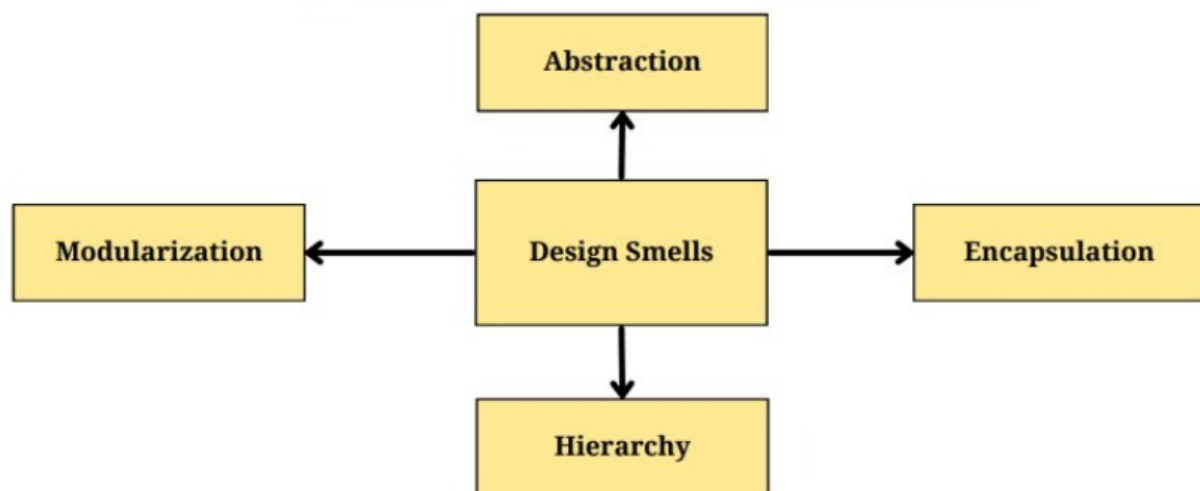 Abstraction
Modularization
Design Smells
Encapsulation
Hierarchy